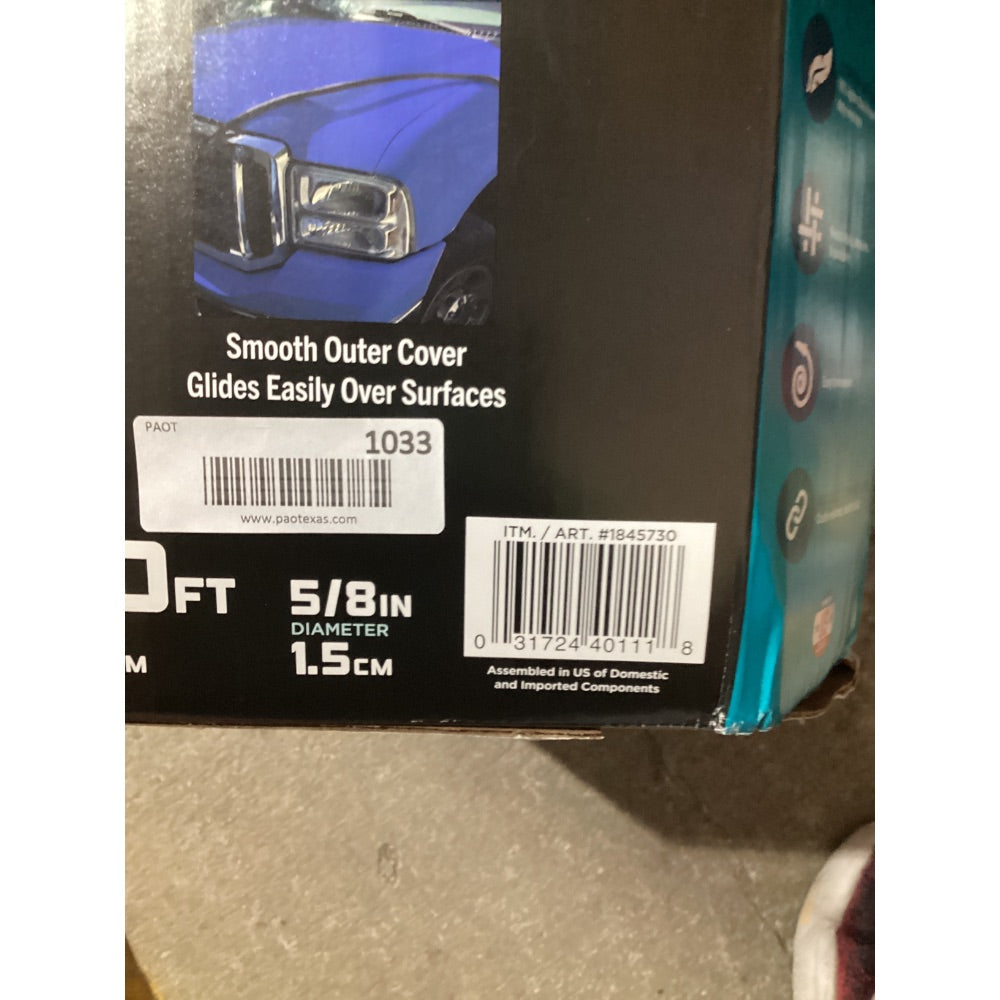 Smooth Outer Cover
Glides Easily Over Surfaces
PAOT
1033
www.paotexas.com
ITM. / ART. #1845730
0 31724 40111 8
Assembled in US of Domestic
and Imported Components
0FT
5/8IN
DIAMETER
M
1.5CM